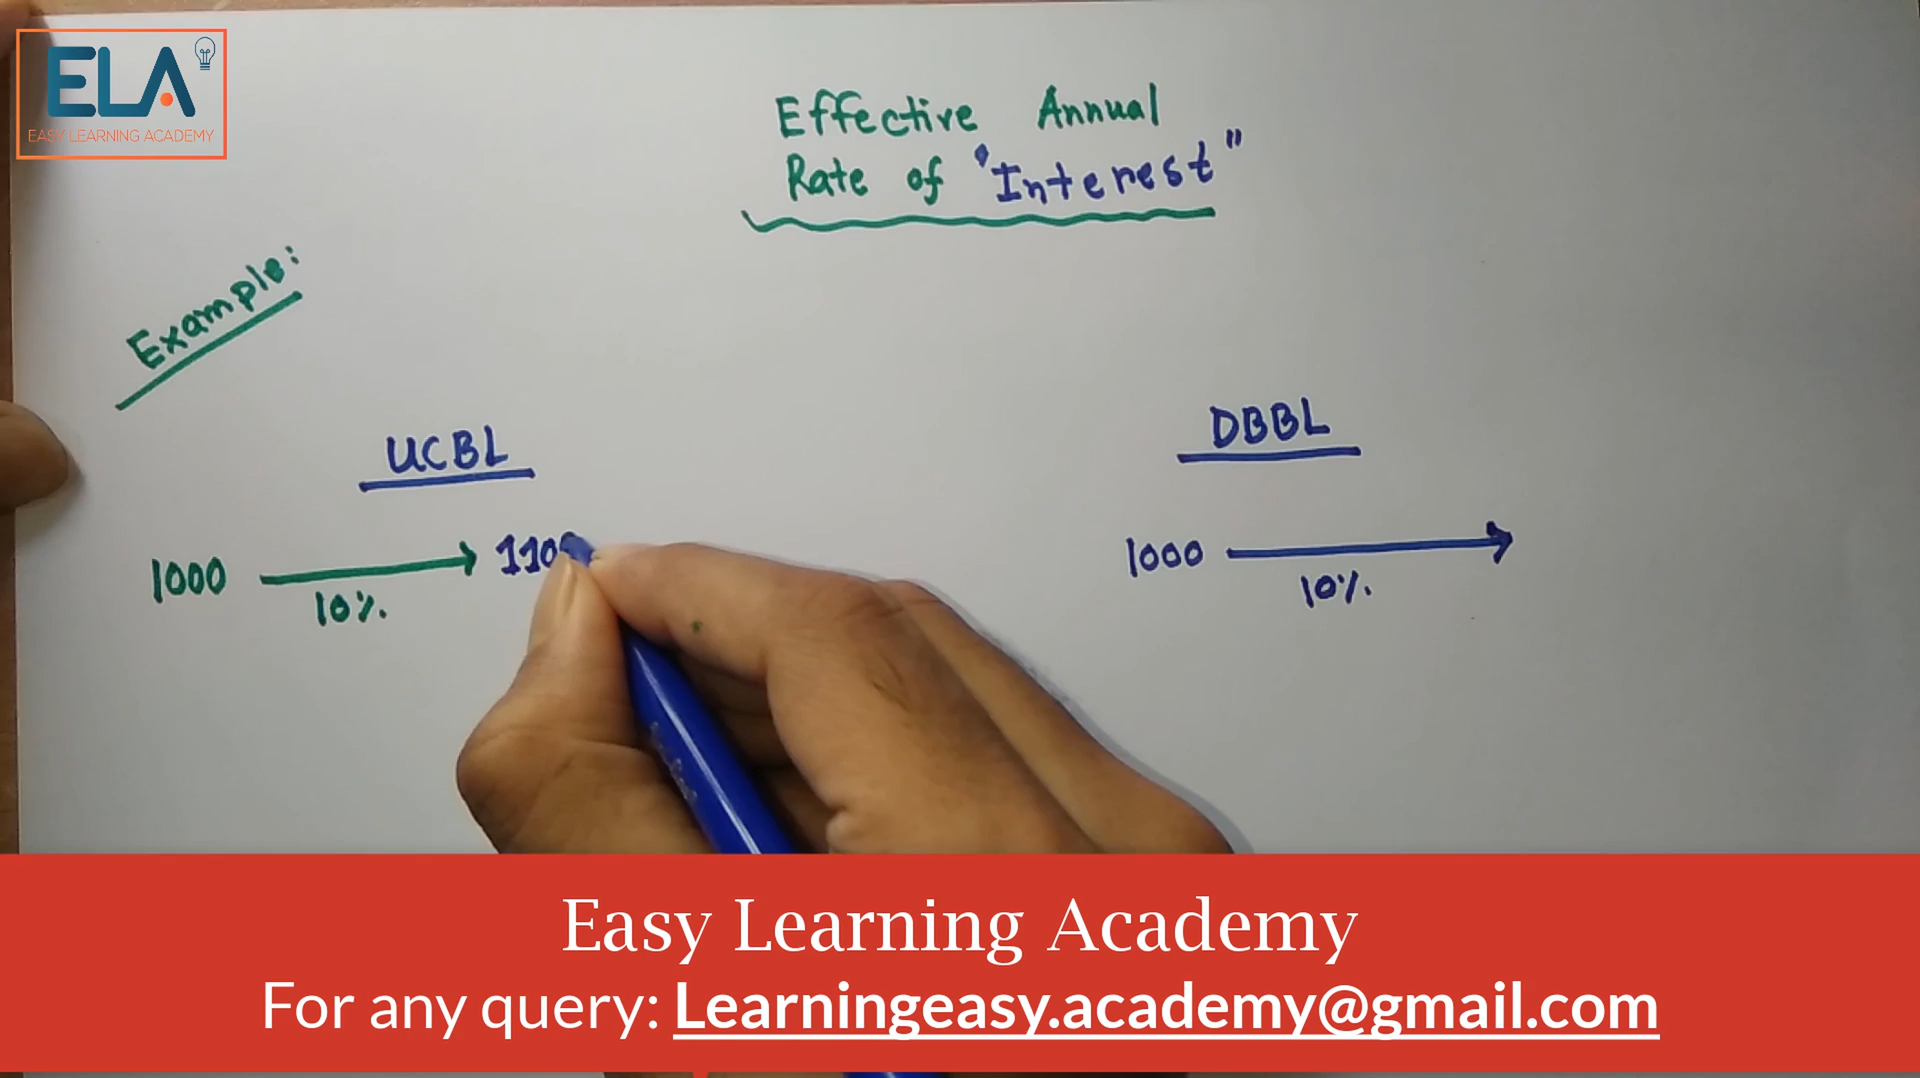 ELA
EASY LEARNING ACADEMY
Effective Annual
Rate of "Interest"
Example:
UCBL
1000
10%.
DBBL
1000
10%.
Easy Learning Academy
For any query: Learningeasy.academy@gmail.com